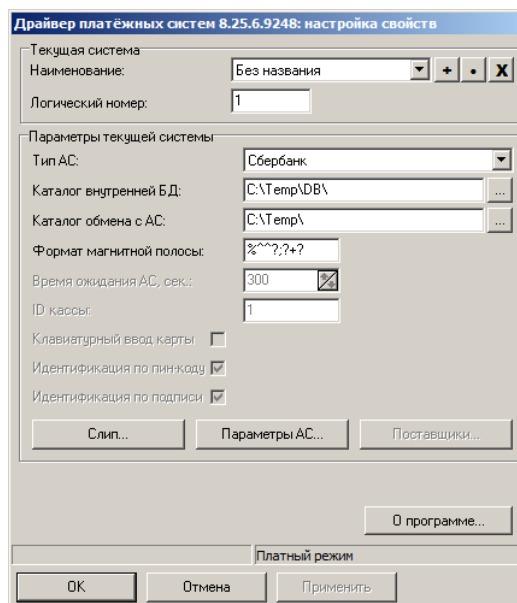 Драйвер платёжных систем 8.25.6.9248: настройка свойств
Текущая система
Наименование: Без названия + • X
Логический номер: 1
Параметры текущей системы
Тип АС: Сбербанк
Каталог внутренней БД: C:\Temp\DB\ ...
Каталог обмена с АС: C:\Temp\ ...
Формат магнитной полосы: %^^?;?+?
Время ожидания АС, сек.: 300
ID кассы: 1
Клавиатурный ввод карты
Идентификация по пин-коду
Идентификация по подписи
Слип... Параметры АС... Поставщики...
О программе...
Платный режим
OK Отмена Применить